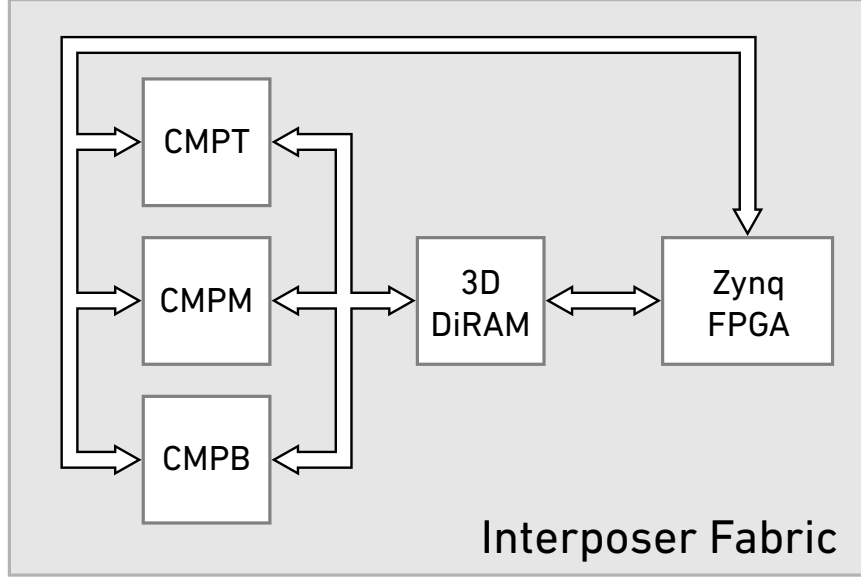 CMPT
CMPM
3D
DiRAM
Zynq
FPGA
CMPB
Interposer Fabric